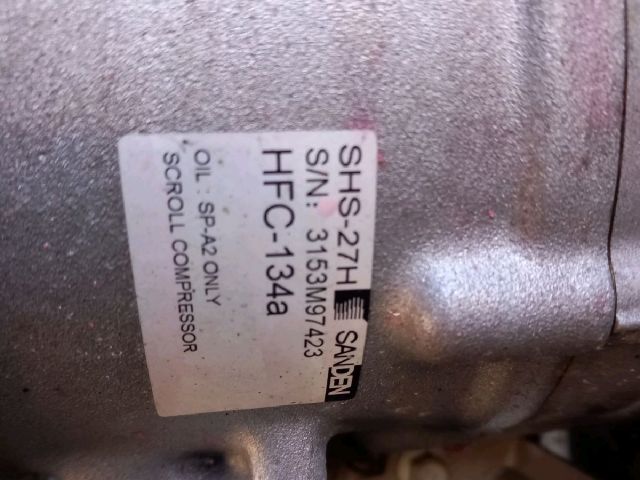 SHS-27H SANDEN
S/N: 3153M97423
HFC-134a
OIL : SP-A2 ONLY
SCROLL COMPRESSOR